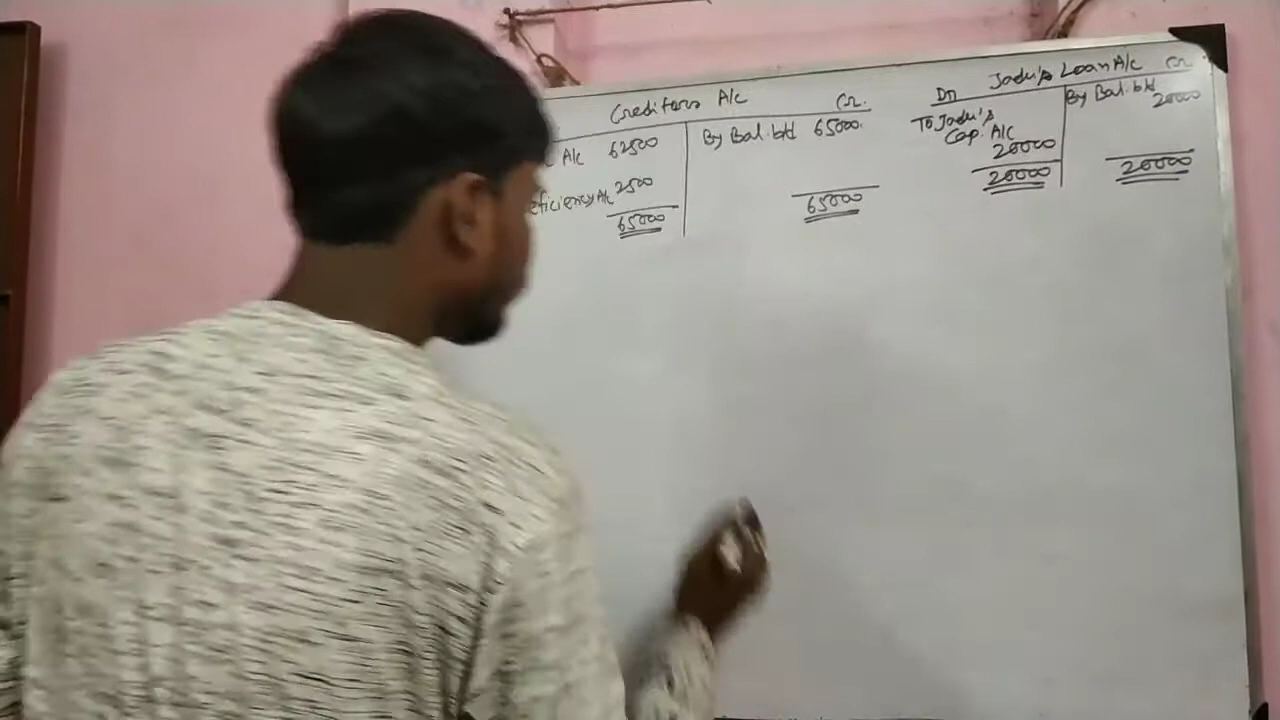 Creditors A/c Cr.
A/c 62500 By Bal. b/d 65000
eficiency A/c 2500
65000 65000
Jadu's Loan A/c Cr
Dr
To Jadu's Cap. A/c 20000
By Bal. b/d 20000
20000 20000